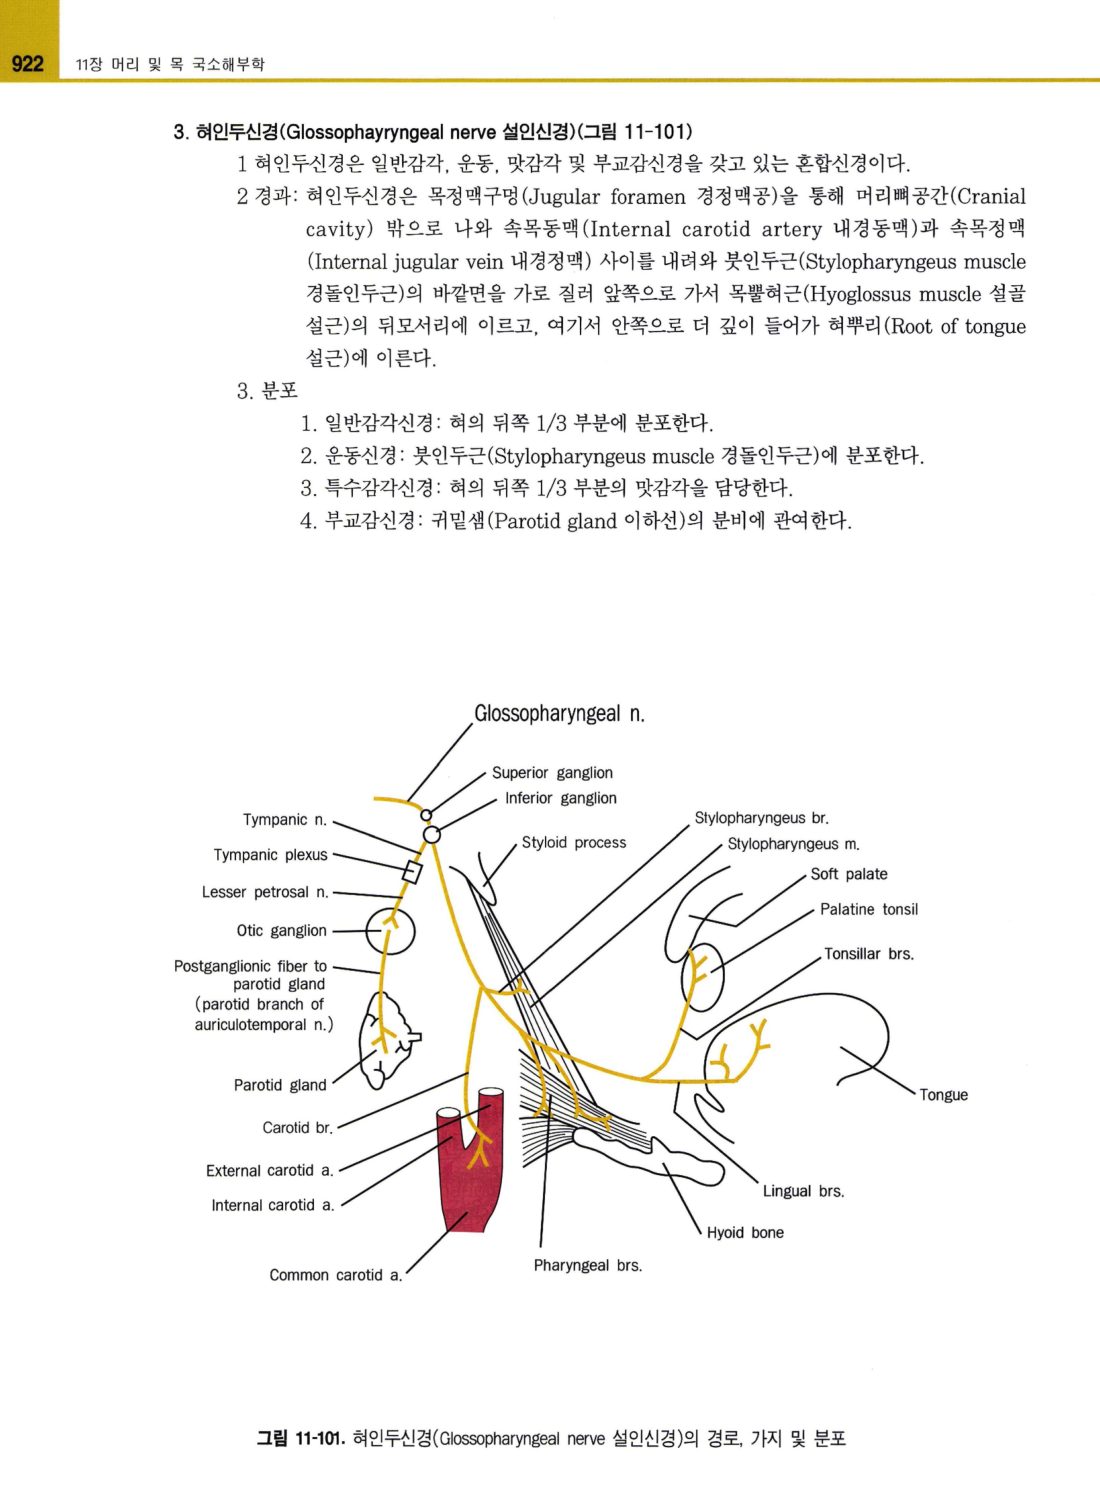 922
11장 머리 및 목 국소해부학
3. 혀인두신경(Glossophayryngeal nerve 설인신경)(그림 11-101)
1 혀인두신경은 일반감각, 운동, 맛감각 및 부교감신경을 갖고 있는 혼합신경이다.
2 경과: 혀인두신경은 목정맥구멍(Jugular foramen 경정맥공)을 통해 머리뼈공간(Cranial
cavity) 밖으로 나와 속목동맥(Internal carotid artery 내경동맥)과 속목정맥
(Internal jugular vein 내경정맥) 사이를 내려와 붓인두근(Stylopharyngeus muscle
경돌인두근)의 바깥면을 가로 질러 앞쪽으로 가서 목뿔혀근(Hyoglossus muscle 설골
설근)의 뒤모서리에 이르고, 여기서 안쪽으로 더 깊이 들어가 혀뿌리(Root of tongue
설근)에 이른다.
3. 분포
1. 일반감각신경: 혀의 뒤쪽 1/3 부분에 분포한다.
2. 운동신경: 붓인두근(Stylopharyngeus muscle 경돌인두근)에 분포한다.
3. 특수감각신경: 혀의 뒤쪽 1/3 부분의 맛감각을 담당한다.
4. 부교감신경: 귀밑샘(Parotid gland 이하선)의 분비에 관여한다.
Glossopharyngeal n.
Superior ganglion
Inferior ganglion
Tympanic n.
Stylopharyngeus br.
Styloid process
Stylopharyngeus m.
Tympanic plexus
Soft palate
Lesser petrosal n.
Palatine tonsil
Otic ganglion
Tonsillar brs.
Postganglionic fiber to
parotid gland
(parotid branch of
auriculotemporal n.)
Parotid gland
Tongue
Carotid br.
External carotid a.
Lingual brs.
Internal carotid a.
Hyoid bone
Pharyngeal brs.
Common carotid a.
그림 11-101. 혀인두신경(Glossopharyngeal nerve 설인신경)의 경로, 가지 및 분포